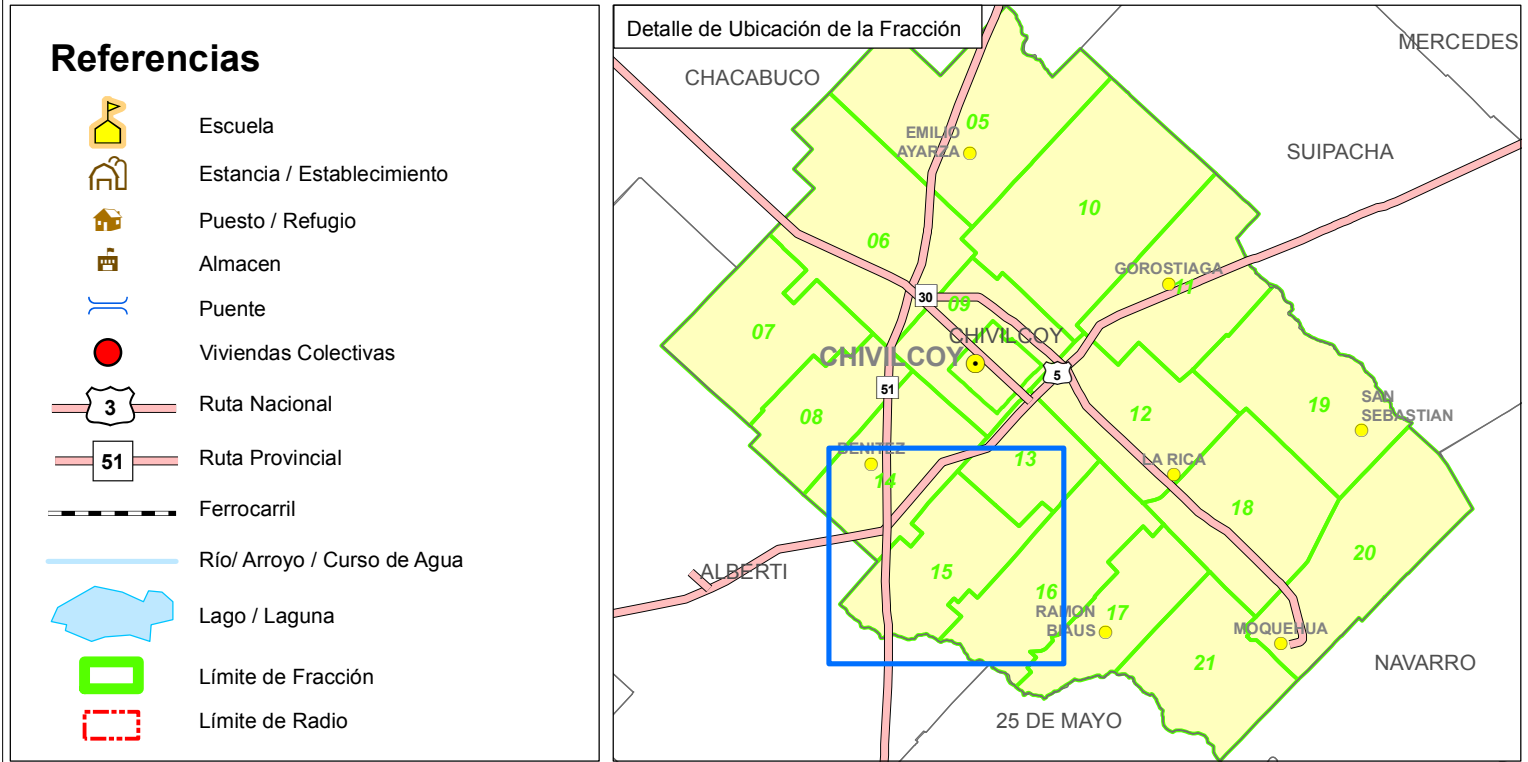 Referencias
Escuela
Estancia / Establecimiento
Puesto / Refugio
Almacen
Puente
Viviendas Colectivas
3
Ruta Nacional
51
Ruta Provincial
Ferrocarril
Río/ Arroyo / Curso de Agua
Lago / Laguna
Límite de Fracción
Límite de Radio
Detalle de Ubicación de la Fracción
MERCEDES
CHACABUCO
05
EMILIO
AYARZA
SUIPACHA
10
06
GOROSTIAGA
11
30
09
07
CHIVILCOY
CHIVILCOY
5
51
08
12
19
SAN
SEBASTIAN
BENITEZ
13
LA RICA
14
18
20
ALBERTI
15
16
RAMON
BIAUS
17
MOQUEHUA
21
NAVARRO
25 DE MAYO